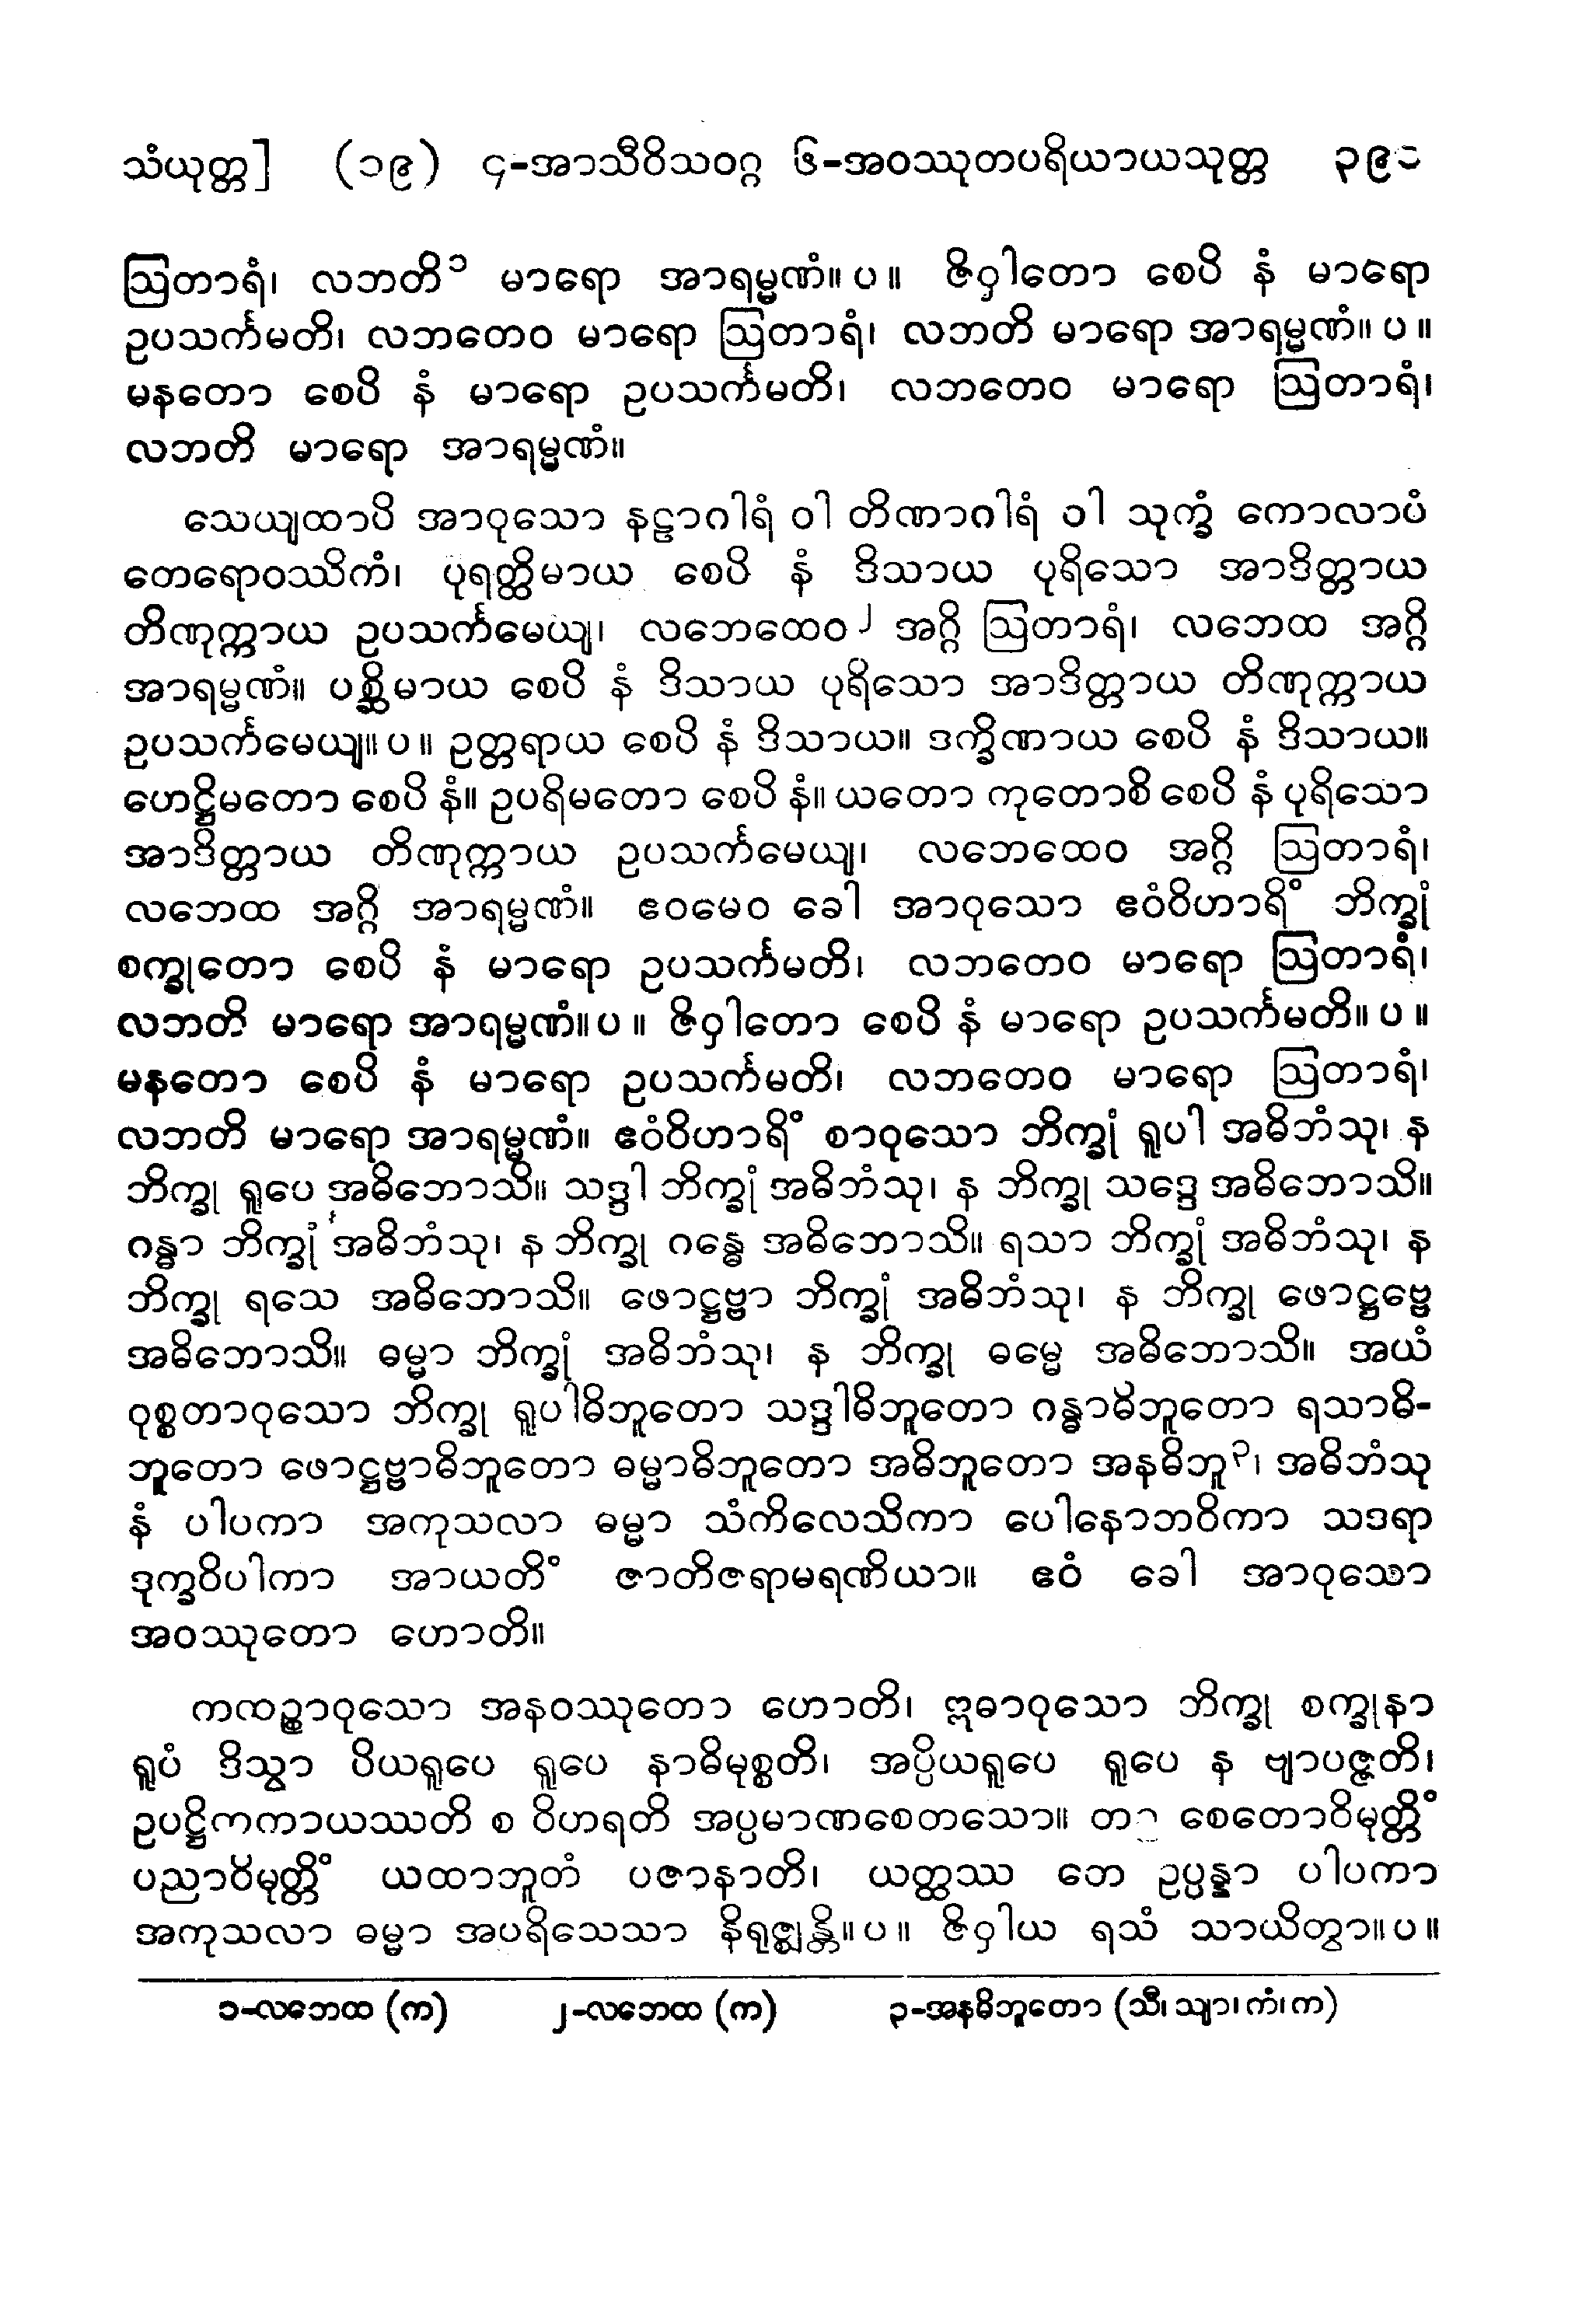 သံယုတ္တ] (၁၉) ၄-အာသီဝိသဝဂ္ဂ ၆-အဝဿုတပရိယာယသုတ္တ ၃၉၁
ဩတာရံ၊ လဘတိ ၁ မာရော အာရမ္မဏံ။ ပ။ ဇိဝှါတော စေပိ နံ မာရော
ဥပသင်္ကမတိ၊ လဘတေဝ မာရော ဩတာရံ၊ လဘတိ မာရော အာရမ္မဏံ။ ပ။
မနတော စေပိ နံ မာရော ဥပသင်္ကမတိ၊ လဘတေဝ မာရော ဩတာရံ၊
လဘတိ မာရော အာရမ္မဏံ။
သေယျထာပိ အာဝုသော နဠာဂါရံ ဝါ တိဏာဂါရံ ဝါ သုက္ခံ ကောလာပံ
တေရောဝဿိကံ၊ ပုရတ္ထိမာယ စေပိ နံ ဒိသာယ ပုရိသော အာဒိတ္တာယ
တိဏုက္ကာယ ဥပသင်္ကမေယျ၊ လဘေထေဝ ၂ အဂ္ဂိ ဩတာရံ၊ လဘေထ အဂ္ဂိ
အာရမ္မဏံ။ ပစ္ဆိမာယ စေပိ နံ ဒိသာယ ပုရိသော အာဒိတ္တာယ တိဏုက္ကာယ
ဥပသင်္ကမေယျ။ ပ။ ဥတ္တရာယ စေပိ နံ ဒိသာယ။ ဒက္ခိဏာယ စေပိ နံ ဒိသာယ။
ဟေဋ္ဌိမတော စေပိ နံ။ ဥပရိမတော စေပိ နံ။ ယတော ကုတောစိ စေပိ နံ ပုရိသော
အာဒိတ္တာယ တိဏုက္ကာယ ဥပသင်္ကမေယျ၊ လဘေထေဝ အဂ္ဂိ ဩတာရံ၊
လဘေထ အဂ္ဂိ အာရမ္မဏံ။ ဧဝမေဝ ခေါ အာဝုသော ဧဝံဝိဟာရိံ ဘိက္ခုံ
စက္ခုတော စေပိ နံ မာရော ဥပသင်္ကမတိ၊ လဘတေဝ မာရော ဩတာရံ၊
လဘတိ မာရော အာရမ္မဏံ။ ပ။ ဇိဝှါတော စေပိ နံ မာရော ဥပသင်္ကမတိ။ ပ။
မနတော စေပိ နံ မာရော ဥပသင်္ကမတိ၊ လဘတေဝ မာရော ဩတာရံ၊
လဘတိ မာရော အာရမ္မဏံ။ ဧဝံဝိဟာရိံ စာဝုသော ဘိက္ခုံ ရူပါ အဓိဘံသု၊ န
ဘိက္ခု ရူပေ အဓိဘောသိ။ သဒ္ဒါ ဘိက္ခုံ အဓိဘံသု၊ န ဘိက္ခု သဒ္ဒေ အဓိဘောသိ။
ဂန္ဓာ ဘိက္ခုံ အဓိဘံသု၊ န ဘိက္ခု ဂန္ဓေ အဓိဘောသိ။ ရသာ ဘိက္ခုံ အဓိဘံသု၊ န
ဘိက္ခု ရသေ အဓိဘောသိ။ ဖောဋ္ဌဗ္ဗာ ဘိက္ခုံ အဓိဘံသု၊ န ဘိက္ခု ဖောဋ္ဌဗ္ဗေ
အဓိဘောသိ။ ဓမ္မာ ဘိက္ခုံ အဓိဘံသု၊ န ဘိက္ခု ဓမ္မေ အဓိဘောသိ။ အယံ
ဝုစ္စတာဝုသော ဘိက္ခု ရူပါဓိဘူတော သဒ္ဒါဓိဘူတော ဂန္ဓာဓိဘူတော ရသာဓိ-
ဘူတော ဖောဋ္ဌဗ္ဗာဓိဘူတော ဓမ္မာဓိဘူတော အဓိဘူတော အနဓိဘူ ၃၊ အဓိဘံသု
နံ ပါပကာ အကုသလာ ဓမ္မာ သံကိလေသိကာ ပေါနောဘဝိကာ သဒရာ
ဒုက္ခဝိပါကာ အာယတိံ ဇာတိဇရာမရဏိယာ။ ဧဝံ ခေါ အာဝုသော
အဝဿုတော ဟောတိ။
ကထဉ္စာဝုသော အနဝဿုတော ဟောတိ၊ ဣဓာဝုသော ဘိက္ခု စက္ခုနာ
ရူပံ ဒိသွာ ပိယရူပေ ရူပေ နာဓိမုစ္စတိ၊ အပ္ပိယရူပေ ရူပေ န ဗျာပဇ္ဇတိ၊
ဥပဋ္ဌိတကာယဿတိ စ ဝိဟရတိ အပ္ပမာဏစေတသော။ တဉ္စ စေတောဝိမုတ္တိံ
ပညာဝိမုတ္တိံ ယထာဘူတံ ပဇာနာတိ၊ ယတ္ထဿ တေ ဥပ္ပန္နာ ပါပကာ
အကုသလာ ဓမ္မာ အပရိသေသာ နိရုဇ္ဈန္တိ။ ပ။ ဇိဝှါယ ရသံ သာယိတွာ။ ပ။
၁-လဘေထ (က) ၂-လဘေထ (က) ၃-အနဓိဘူတော (သီ၊ သျာ၊ ကံ၊ က)